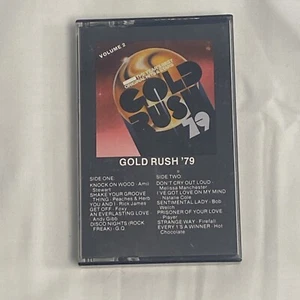 VOLUME 2
GOLD
RUSH
'79
GOLD RUSH '79
SIDE ONE:
KNOCK ON WOOD - Amii
Stewart
SHAKE YOUR GROOVE
THING - Peaches & Herb
YOU AND I - Rick James
GET OFF - Foxy
AN EVERLASTING LOVE
Andy Gibb
DISCO NIGHTS (ROCK
FREAK) - G.Q.
SIDE TWO:
DON'T CRY OUT LOUD -
Melissa Manchester
I'VE GOT LOVE ON MY MIND
Natalie Cole
SENTIMENTAL LADY - Bob
Welch
PRISONER OF YOUR LOVE
Player
STRANGE WAY - Firefall
EVERY 1'S A WINNER - Hot
Chocolate